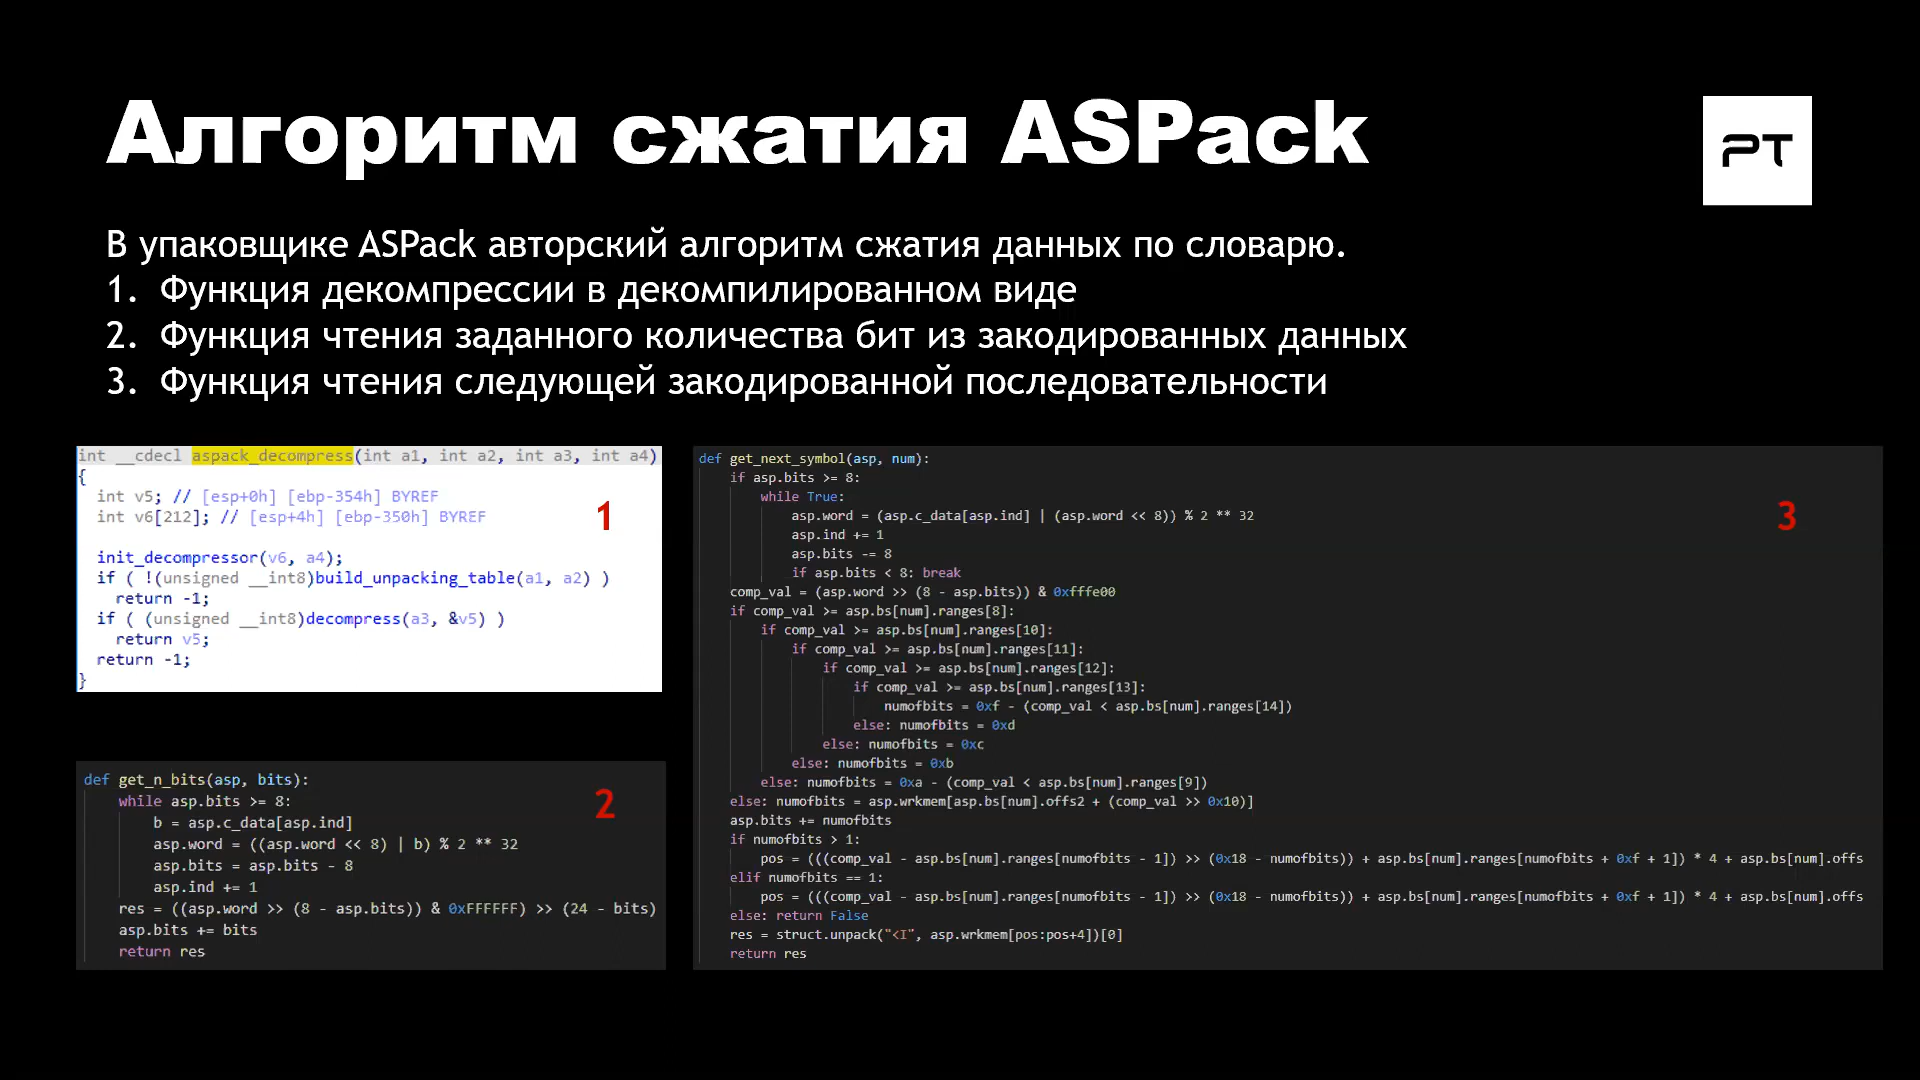 Алгоритм сжатия ASPack
PT
В упаковщике ASPack авторский алгоритм сжатия данных по словарю.
1. Функция декомпрессии в декомпилированном виде
2. Функция чтения заданного количества бит из закодированных данных
3. Функция чтения следующей закодированной последовательности
int __cdecl aspack_decompress(int a1, int a2, int a3, int a4)
{
int v5; // [esp+0h] [ebp-354h] BYREF
int v6[212]; // [esp+4h] [ebp-350h] BYREF
1
init_decompressor(v6, a4);
if ( !(unsigned __int8)build_unpacking_table(a1, a2) )
return -1;
if ( (unsigned __int8)decompress(a3, &v5) )
return v5;
return -1;
}
def get_n_bits(asp, bits):
while asp.bits >= 8:
2
b = asp.c_data[asp.ind]
asp.word = ((asp.word << 8) | b) % 2 ** 32
asp.bits = asp.bits - 8
asp.ind += 1
res = ((asp.word >> (8 - asp.bits)) & 0xFFFFFF) >> (24 - bits)
asp.bits += bits
return res
def get_next_symbol(asp, num):
if asp.bits >= 8:
while True:
3
asp.word = (asp.c_data[asp.ind] | (asp.word << 8)) % 2 ** 32
asp.ind += 1
asp.bits -= 8
if asp.bits < 8: break
comp_val = (asp.word >> (8 - asp.bits)) & 0xfffe00
if comp_val >= asp.bs[num].ranges[8]:
if comp_val >= asp.bs[num].ranges[10]:
if comp_val >= asp.bs[num].ranges[11]:
if comp_val >= asp.bs[num].ranges[12]:
if comp_val >= asp.bs[num].ranges[13]:
numofbits = 0xf - (comp_val < asp.bs[num].ranges[14])
else: numofbits = 0xd
else: numofbits = 0xc
else: numofbits = 0xb
else: numofbits = 0xa - (comp_val < asp.bs[num].ranges[9])
else: numofbits = asp.wrkmem[asp.bs[num].offs2 + (comp_val >> 0x10)]
asp.bits += numofbits
if numofbits > 1:
pos = (((comp_val - asp.bs[num].ranges[numofbits - 1]) >> (0x18 - numofbits)) + asp.bs[num].ranges[numofbits + 0xf + 1]) * 4 + asp.bs[num].offs
elif numofbits == 1:
pos = (((comp_val - asp.bs[num].ranges[numofbits - 1]) >> (0x18 - numofbits)) + asp.bs[num].ranges[numofbits + 0xf + 1]) * 4 + asp.bs[num].offs
else: return False
res = struct.unpack("<I", asp.wrkmem[pos:pos+4])[0]
return res